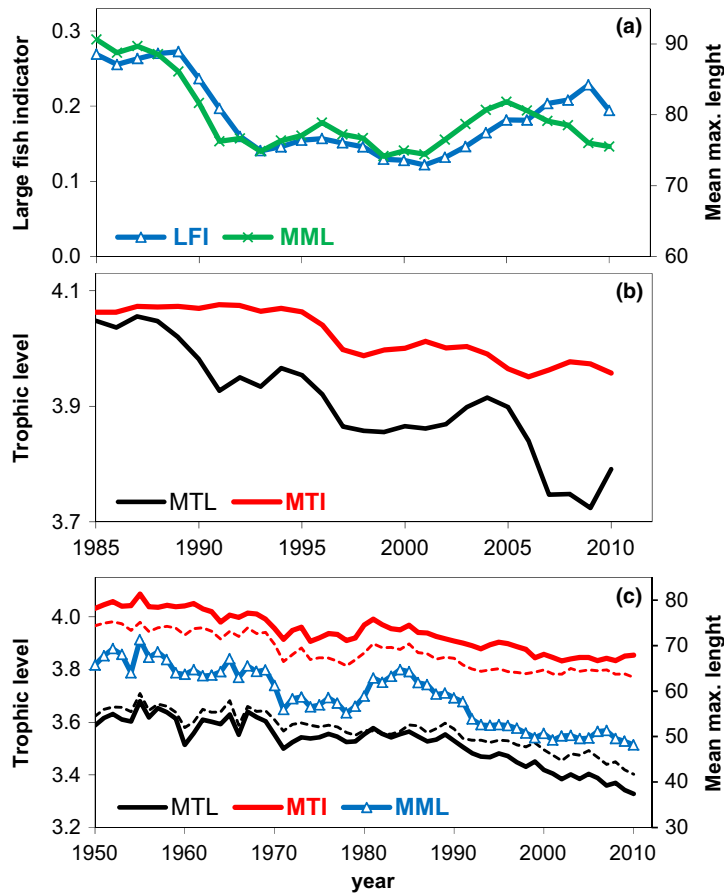 (a)
0.3
0.2
0.1
0.0
Large fish indicator
90
80
70
60
Mean max. lenght
LFI MML
(b)
4.1
3.9
3.7
Trophic level
MTL MTI
1985 1990 1995 2000 2005 2010
(c)
4.0
3.8
3.6
3.4
3.2
Trophic level
80
70
60
50
40
30
Mean max. lenght
MTL MTI MML
1950 1960 1970 1980 1990 2000 2010
year